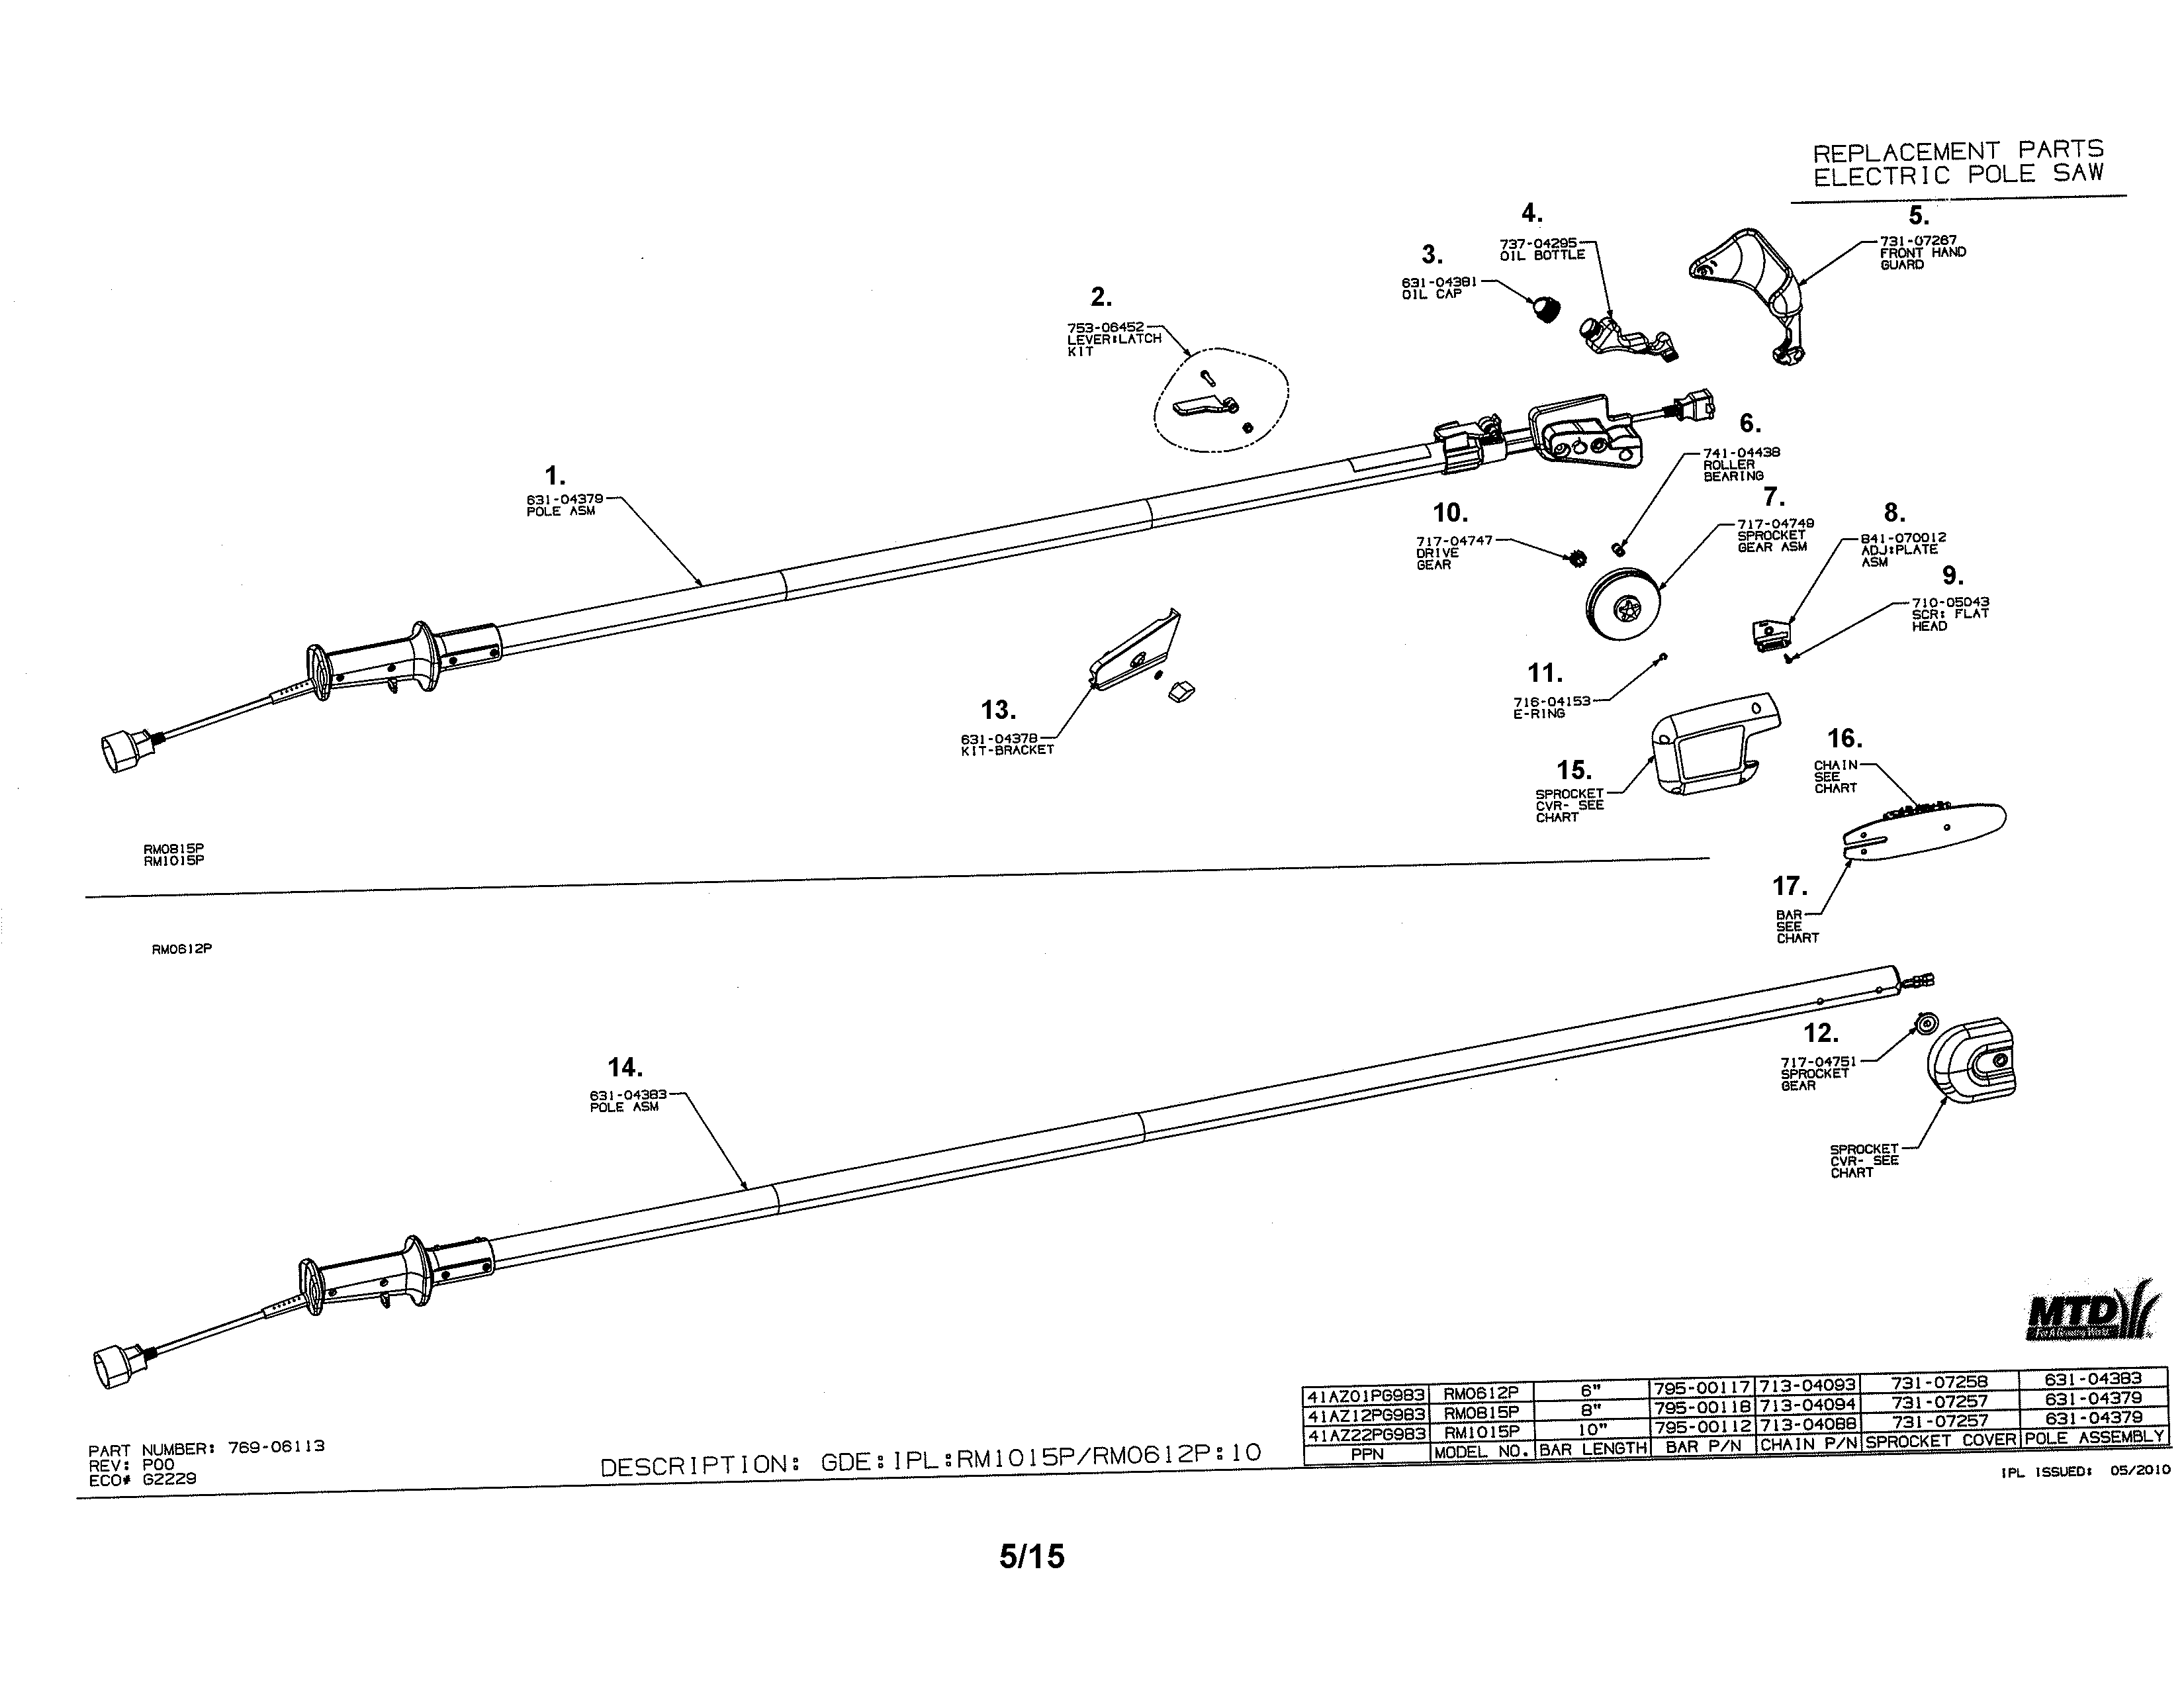 REPLACEMENT PARTS
ELECTRIC POLE SAW
1.
631-04379
POLE ASM
2.
753-06452
LEVER:LATCH
KIT
3.
631-04381
OIL CAP
4.
737-04295
OIL BOTTLE
5.
731-07267
FRONT HAND
GUARD
6.
741-04438
ROLLER
BEARING
7.
717-04749
SPROCKET
GEAR ASM
8.
841-070012
ADJ:PLATE
ASM
9.
710-05043
SCR: FLAT
HEAD
10.
717-04747
DRIVE
GEAR
11.
716-04153
E-RING
13.
631-04378
KIT-BRACKET
15.
SPROCKET
CVR- SEE
CHART
16.
CHAIN
SEE
CHART
17.
BAR
SEE
CHART
RM0815P
RM1015P
RM0612P
12.
717-04751
SPROCKET
GEAR
SPROCKET
CVR- SEE
CHART
14.
631-04383
POLE ASM
MTD
For A Growing World
41AZ01PG983 RM0612P 6" 795-00117 713-04093 731-07258 631-04383
41AZ12PG983 RM0815P 8" 795-00118 713-04094 731-07257 631-04379
41AZ22PG983 RM1015P 10" 795-00112 713-04088 731-07257 631-04379
PPN MODEL NO. BAR LENGTH BAR P/N CHAIN P/N SPROCKET COVER POLE ASSEMBLY
PART NUMBER: 769-06113
REV: P00
ECO# G2229
DESCRIPTION: GDE:IPL:RM1015P/RM0612P:10
IPL ISSUED: 05/2010
5/15